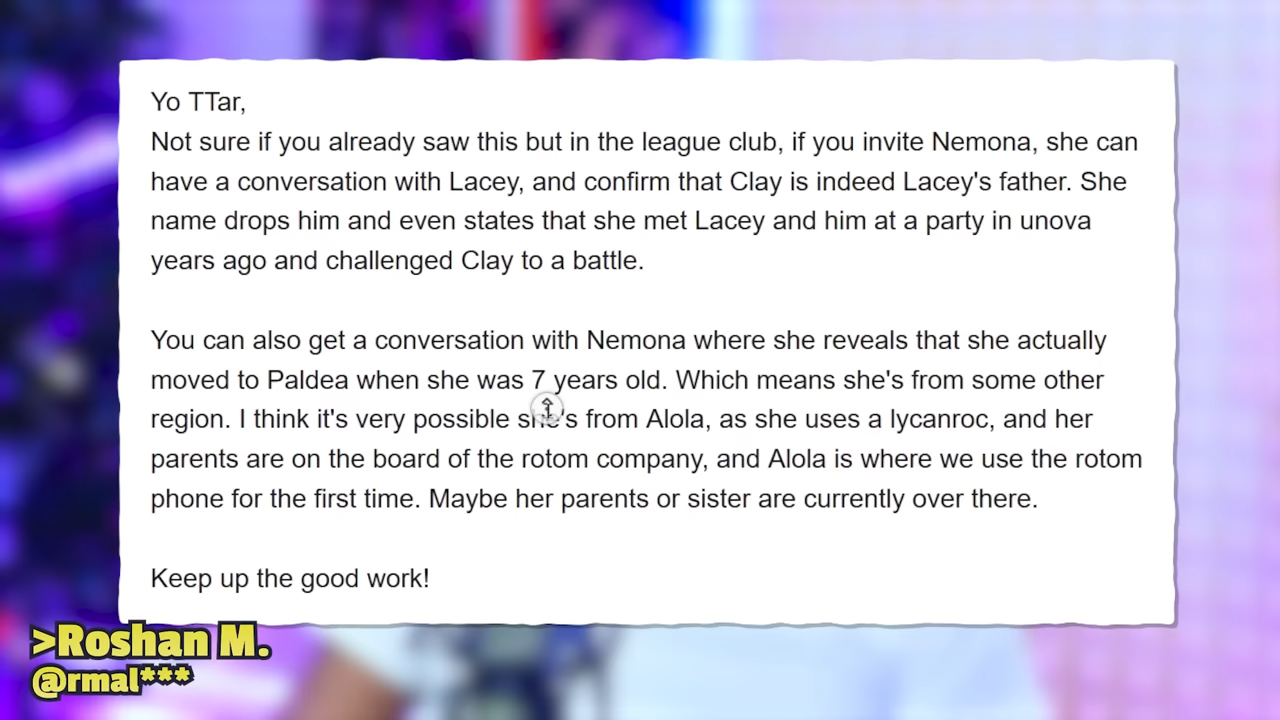 Yo TTar,
Not sure if you already saw this but in the league club, if you invite Nemona, she can
have a conversation with Lacey, and confirm that Clay is indeed Lacey's father. She
name drops him and even states that she met Lacey and him at a party in unova
years ago and challenged Clay to a battle.
You can also get a conversation with Nemona where she reveals that she actually
moved to Paldea when she was 7 years old. Which means she's from some other
region. I think it's very possible she's from Alola, as she uses a lycanroc, and her
parents are on the board of the rotom company, and Alola is where we use the rotom
phone for the first time. Maybe her parents or sister are currently over there.
Keep up the good work!
>Roshan M.
@rmal***